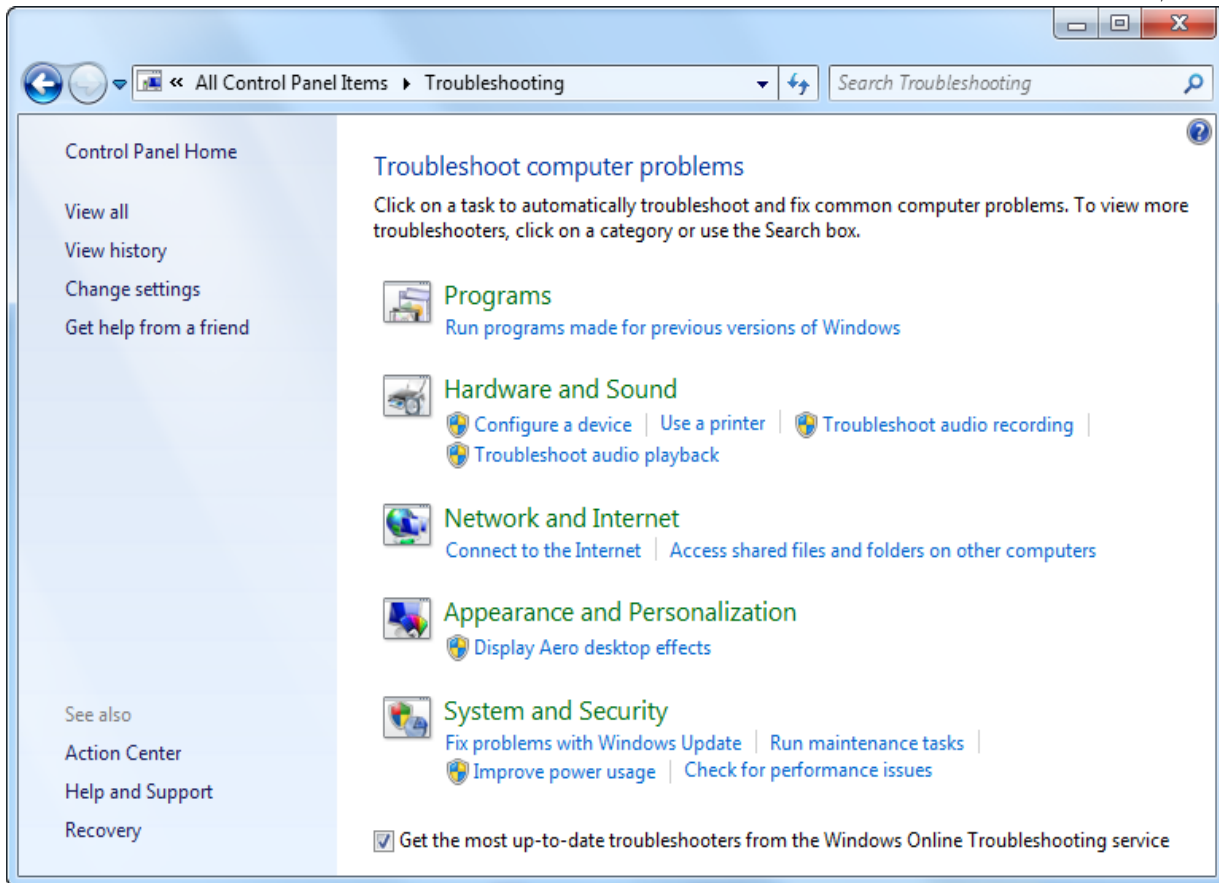 « All Control Panel Items ▸ Troubleshooting
Search Troubleshooting
Control Panel Home
View all
View history
Change settings
Get help from a friend
See also
Action Center
Help and Support
Recovery
Troubleshoot computer problems
Click on a task to automatically troubleshoot and fix common computer problems. To view more
troubleshooters, click on a category or use the Search box.
Programs
Run programs made for previous versions of Windows
Hardware and Sound
Configure a device | Use a printer | Troubleshoot audio recording |
Troubleshoot audio playback
Network and Internet
Connect to the Internet | Access shared files and folders on other computers
Appearance and Personalization
Display Aero desktop effects
System and Security
Fix problems with Windows Update | Run maintenance tasks |
Improve power usage | Check for performance issues
Get the most up-to-date troubleshooters from the Windows Online Troubleshooting service